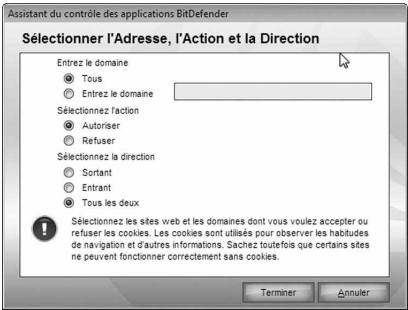 Assistant du contrôle des applications BitDefender
Sélectionner l'Adresse, l'Action et la Direction
Entrez le domaine
Tous
Entrez le domaine
Sélectionnez l'action
Autoriser
Refuser
Sélectionnez la direction
Sortant
Entrant
Tous les deux
Sélectionnez les sites web et les domaines dont vous voulez accepter ou
refuser les cookies. Les cookies sont utilisés pour observer les habitudes
de navigation et d'autres informations. Sachez toutefois que certains sites
ne peuvent fonctionner correctement sans cookies.
Terminer
Annuler